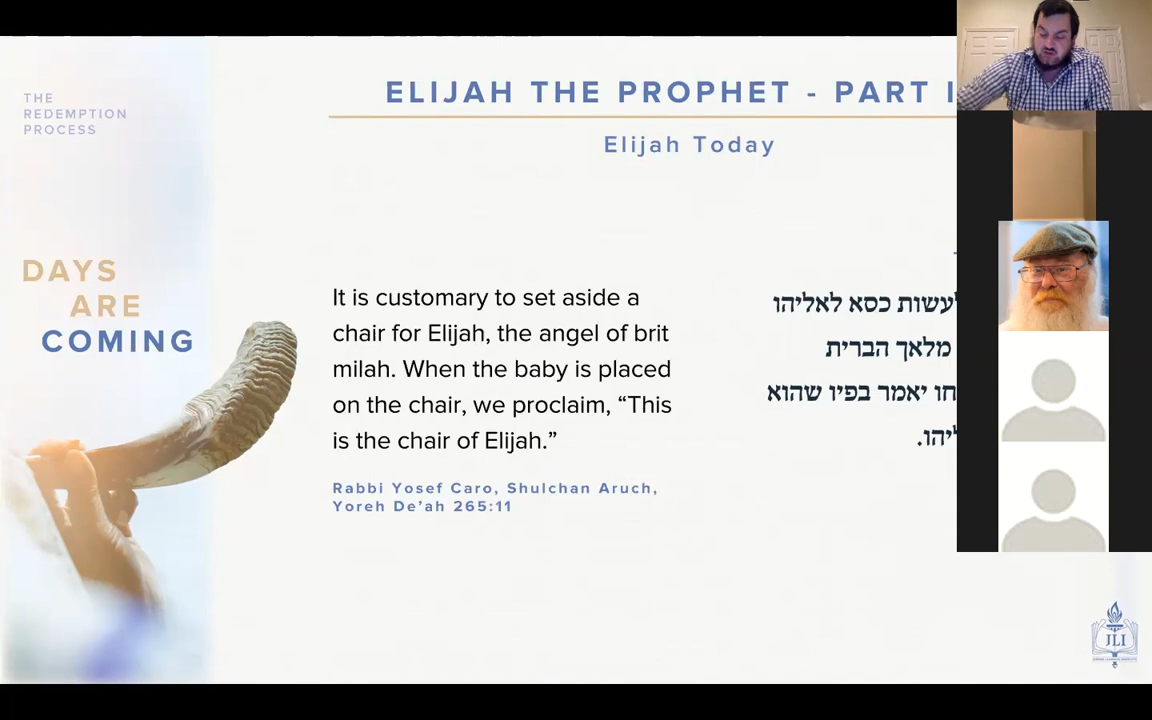 THE
REDEMPTION
PROCESS
DAYS
ARE
COMING
ELIJAH THE PROPHET - PART I
Elijah Today
It is customary to set aside a
chair for Elijah, the angel of brit
milah. When the baby is placed
on the chair, we proclaim, “This
is the chair of Elijah.”
Rabbi Yosef Caro, Shulchan Aruch,
Yoreh De’ah 265:11
לעשות כסא לאליהו
מלאך הברית
יאמר בפיו שהוא
JLI